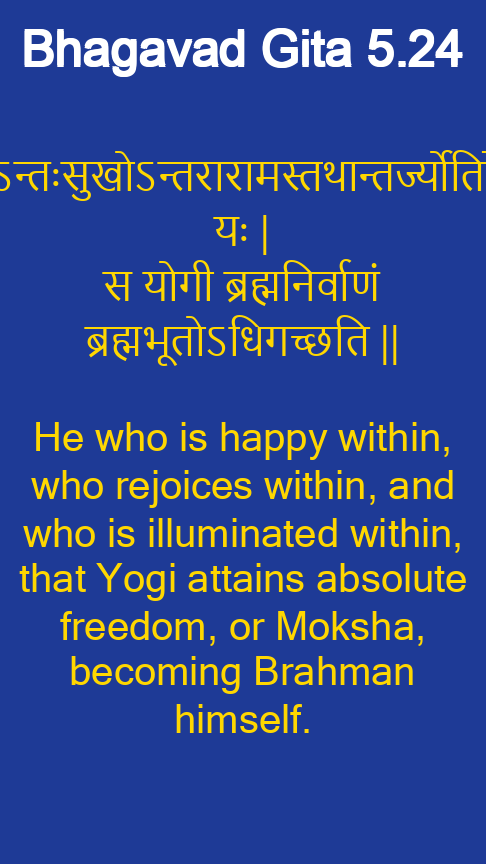 Bhagavad Gita 5.24
ऽन्तःसुखोऽन्तरारामस्तथान्तर्ज्योति
यः |
स योगी ब्रह्मनिर्वाणं
ब्रह्मभूतोऽधिगच्छति ||
He who is happy within,
who rejoices within, and
who is illuminated within,
that Yogi attains absolute
freedom, or Moksha,
becoming Brahman
himself.